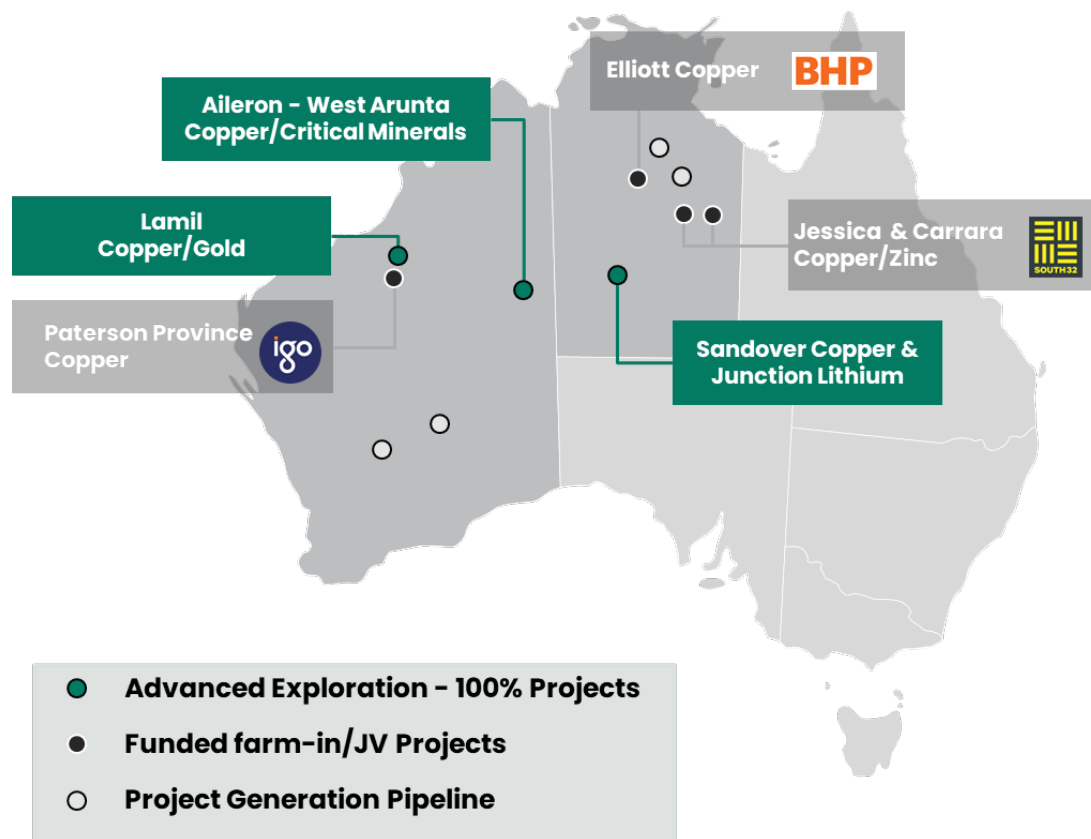 Elliott Copper
BHP
Aileron - West Arunta
Copper/Critical Minerals
Lamil
Copper/Gold
Jessica & Carrara
Copper/Zinc
SOUTH32
Paterson Province
Copper
igo
Sandover Copper &
Junction Lithium
Advanced Exploration - 100% Projects
Funded farm-in/JV Projects
Project Generation Pipeline